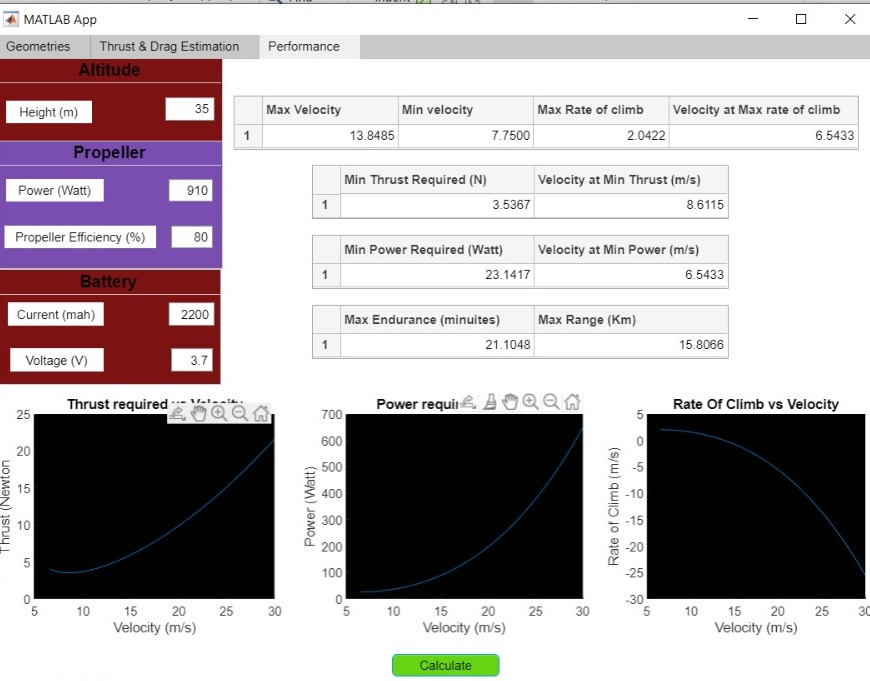 MATLAB App
Geometries
Thrust & Drag Estimation
Performance
Altitude
Height (m)
35
Propeller
Power (Watt)
910
Propeller Efficiency (%)
80
Battery
Current (mah)
2200
Voltage (V)
3.7
Max Velocity Min velocity Max Rate of climb Velocity at Max rate of climb
1 13.8485 7.7500 2.0422 6.5433
Min Thrust Required (N) Velocity at Min Thrust (m/s)
1 3.5367 8.6115
Min Power Required (Watt) Velocity at Min Power (m/s)
1 23.1417 6.5433
Max Endurance (minuites) Max Range (Km)
1 21.1048 15.8066
Thrust required vs Velocity
25
20
15
10
5
0
5 10 15 20 25 30
Thrust (Newton
Velocity (m/s)
Power requir
700
600
500
400
300
200
100
0
5 10 15 20 25 30
Power (Watt)
Velocity (m/s)
Rate Of Climb vs Velocity
5
0
-5
-10
-15
-20
-25
-30
5 10 15 20 25 30
Rate of Climb (m/s)
Velocity (m/s)
Calculate